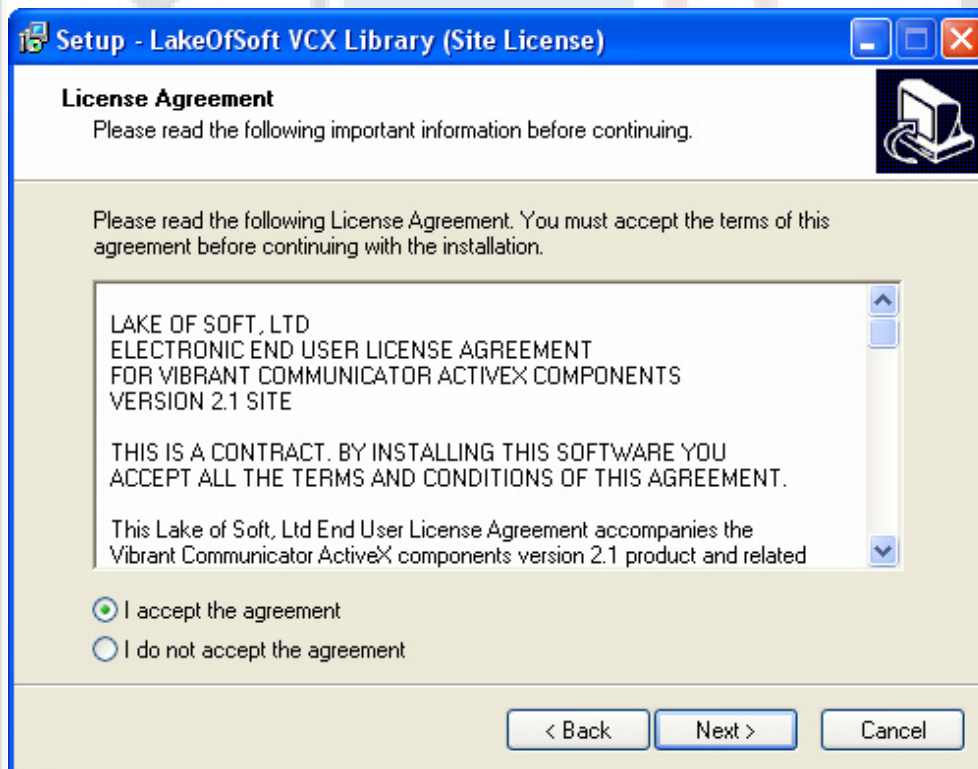 Setup - LakeOfSoft VCX Library (Site License)
License Agreement
Please read the following important information before continuing.
Please read the following License Agreement. You must accept the terms of this
agreement before continuing with the installation.
LAKE OF SOFT, LTD
ELECTRONIC END USER LICENSE AGREEMENT
FOR VIBRANT COMMUNICATOR ACTIVEX COMPONENTS
VERSION 2.1 SITE
THIS IS A CONTRACT. BY INSTALLING THIS SOFTWARE YOU
ACCEPT ALL THE TERMS AND CONDITIONS OF THIS AGREEMENT.
This Lake of Soft, Ltd End User License Agreement accompanies the
Vibrant Communicator ActiveX components version 2.1 product and related
I accept the agreement
I do not accept the agreement
< Back Next > Cancel